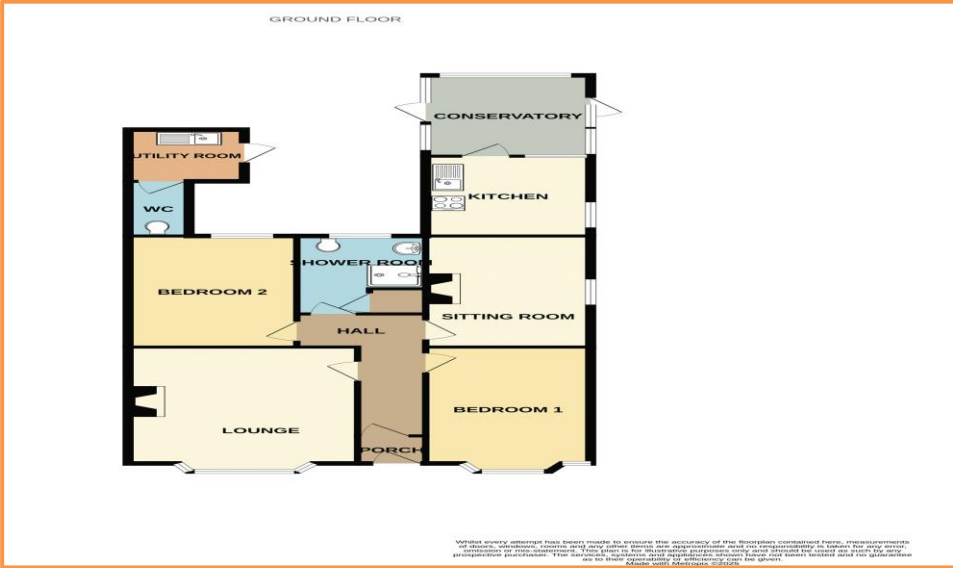 GROUND FLOOR
CONSERVATORY
UTILITY ROOM
KITCHEN
WC
SHOWER ROOM
BEDROOM 2
SITTING ROOM
HALL
BEDROOM 1
LOUNGE
PORCH
Whilst every attempt has been made to ensure the accuracy of the floorplan contained here, measurements
of doors, windows, rooms and any other items are approximate and no responsibility is taken for any error,
omission or mis-statement. This plan is for illustrative purposes only and should be used as such by any
prospective purchaser. The services, systems and appliances shown have not been tested and no guarantee
as to their operability or efficiency can be given.
Made with Metropix ©2025